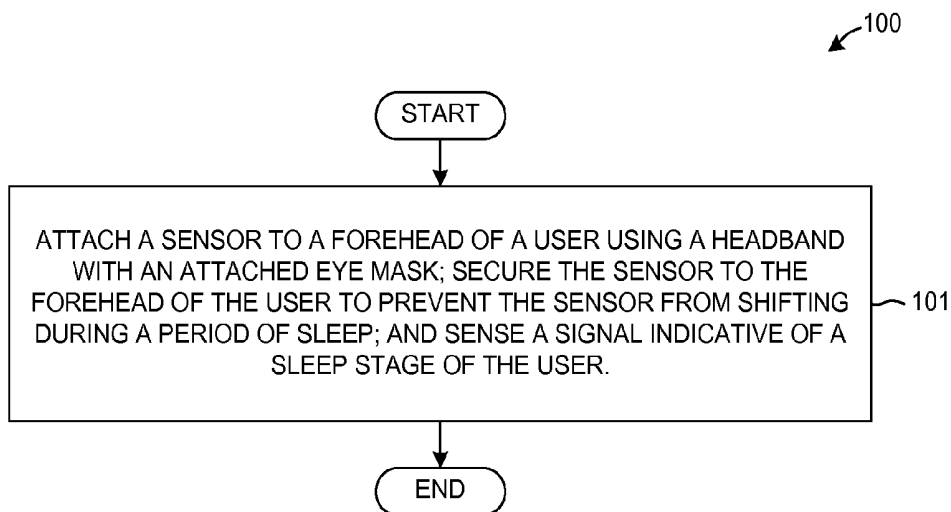 100
START
ATTACH A SENSOR TO A FOREHEAD OF A USER USING A HEADBAND
WITH AN ATTACHED EYE MASK; SECURE THE SENSOR TO THE
FOREHEAD OF THE USER TO PREVENT THE SENSOR FROM SHIFTING
DURING A PERIOD OF SLEEP; AND SENSE A SIGNAL INDICATIVE OF A
SLEEP STAGE OF THE USER.
101
END